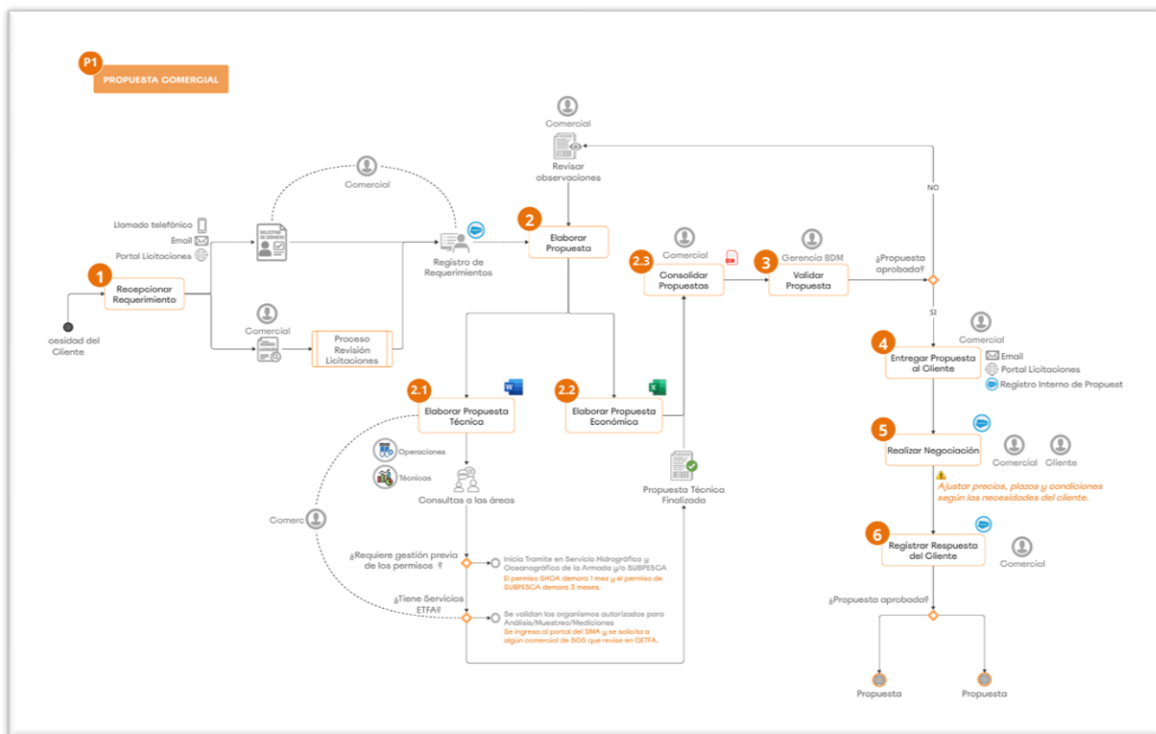 P1
PROPUESTA COMERCIAL
Comercial
Revisar
observaciones
Comercial
NO
Llamado telefónico
Email
Portal Licitaciones
SOLICITUD
DE SERVICIO
Registro de
Requerimientos
2
Elaborar
Propuesta
Comercial
2.3
Consolidar
Propuestas
Gerencia BDM
3
Validar
Propuesta
¿Propuesta
aprobada?
1
Recepcionar
Requerimiento
SI
cesidad del
Cliente
Comercial
Proceso
Revisión
Licitaciones
4
Entregar Propuesta
al Cliente
Comercial
Email
Portal Licitaciones
Registro Interno de Propuest
2.1
Elaborar Propuesta
Técnica
2.2
Elaborar Propuesta
Económica
5
Realizar Negociación
Comercial
Cliente
Operaciones
Técnicas
Consultas a las áreas
Propuesta Técnica
Finalizada
Ajustar precios, plazos y condiciones
según las necesidades del cliente.
Comerc
6
Registrar Respuesta
del Cliente
Comercial
¿Requiere gestión previa
de los permisos ?
Inicia Tramite en Servicio Hidrográfico y
Oceanográfico de la Armada y/o SUBPESCA
El permiso SHOA demora 1 mes y el permiso de
SUBPESCA demora 3 meses.
¿Tiene Servicios
ETFA?
Se validan los organismos autorizados para
Análisis/Muestreo/Mediciones
Se ingresa al portal del SMA y se solicita a
algún comercial de SGS que revise en QETFA.
¿Propuesta aprobada?
Propuesta
Propuesta